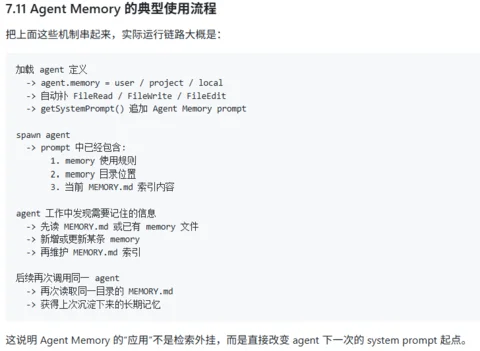 7.11 Agent Memory 的典型使用流程
把上面这些机制串起来，实际运行链路大概是：
加载 agent 定义
-> agent.memory = user / project / local
-> 自动补 FileRead / FileWrite / FileEdit
-> getSystemPrompt() 追加 Agent Memory prompt
spawn agent
-> prompt 中已经包含:
1. memory 使用规则
2. memory 目录位置
3. 当前 MEMORY.md 索引内容
agent 工作中发现需要记住的信息
-> 先读 MEMORY.md 或已有 memory 文件
-> 新增或更新某条 memory
-> 再维护 MEMORY.md 索引
后续再次调用同一 agent
-> 再次读取同一目录的 MEMORY.md
-> 获得上次沉淀下来的长期记忆
这说明 Agent Memory 的“应用”不是检索外挂，而是直接改变 agent 下一次的 system prompt 起点。